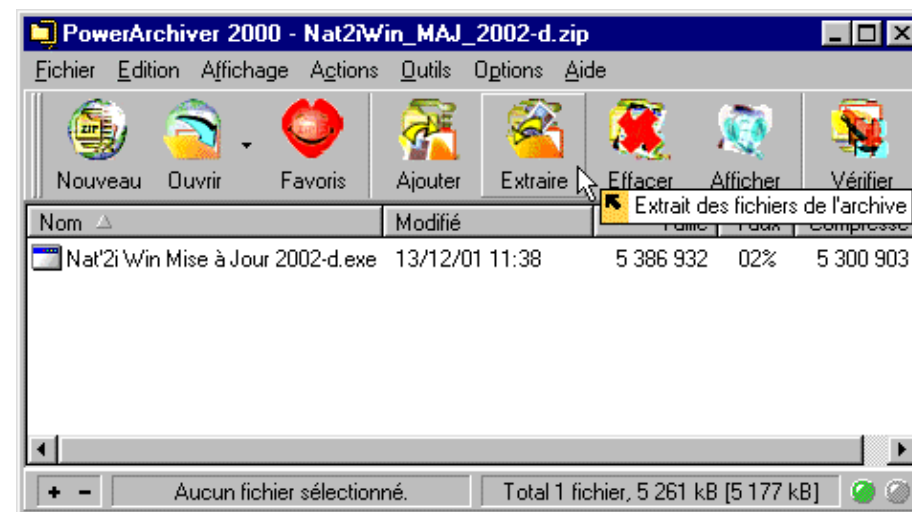 PowerArchiver 2000 - Nat2iWin_MAJ_2002-d.zip
Fichier Edition Affichage Actions Outils Options Aide
Nouveau Ouvrir Favoris Ajouter Extraire Effacer Afficher Vérifier
Extrait des fichiers de l'archive
Nom Modifié Taille Taux Compressé
Nat'2i Win Mise à Jour 2002-d.exe 13/12/01 11:38 5 386 932 02% 5 300 903
+ - Aucun fichier sélectionné. Total 1 fichier, 5 261 kB [5 177 kB]